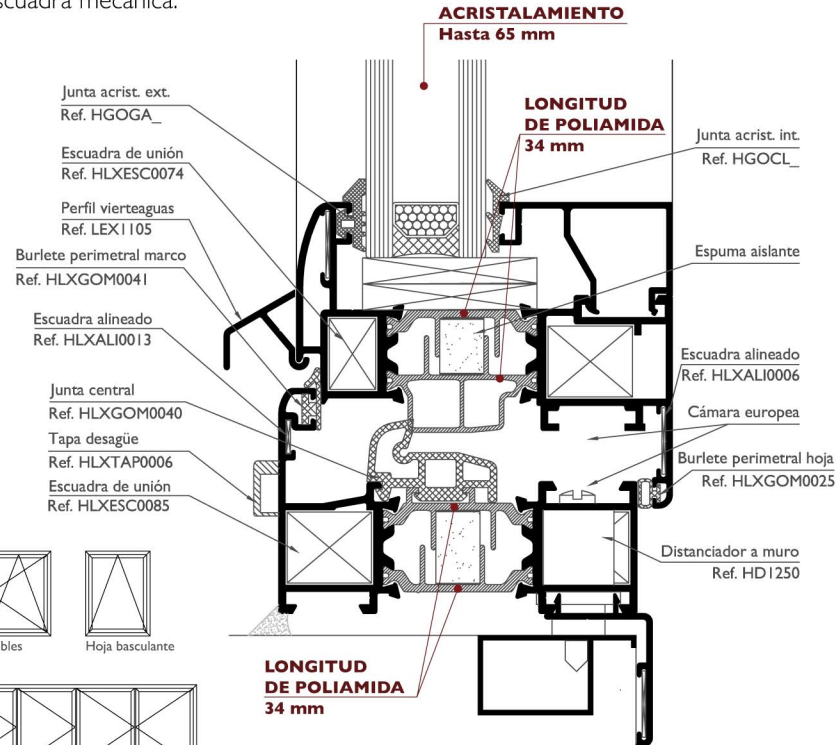 escuadra mecánica.
ACRISTALAMIENTO
Hasta 65 mm
Junta acrist. ext.
Ref. HGOGA_
Escuadra de unión
Ref. HLXESC0074
Perfil vierteaguas
Ref. LEX1105
Burlete perimetral marco
Ref. HLXGOM0041
Escuadra alineado
Ref. HLXALI0013
Junta central
Ref. HLXGOM0040
Tapa desagüe
Ref. HLXTAP0006
Escuadra de unión
Ref. HLXESC0085
LONGITUD
DE POLIAMIDA
34 mm
Junta acrist. int.
Ref. HGOCL_
Espuma aislante
Escuadra alineado
Ref. HLXALI0006
Cámara europea
Burlete perimetral hoja
Ref. HLXGOM0025
Distanciador a muro
Ref. HD1250
LONGITUD
DE POLIAMIDA
34 mm
bles
Hoja basculante